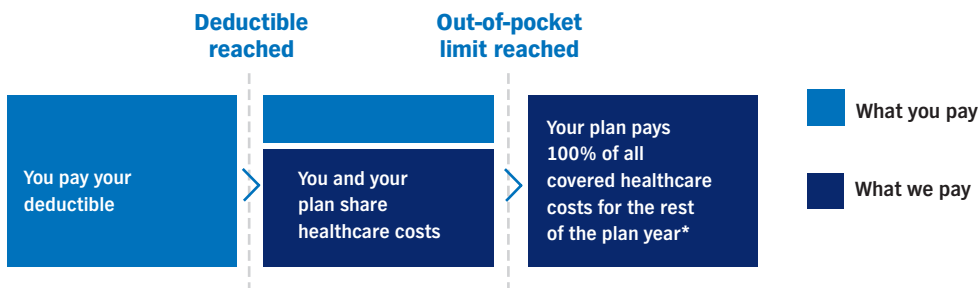 Deductible
reached
Out-of-pocket
limit reached
You pay your
deductible
You and your
plan share
healthcare costs
Your plan pays
100% of all
covered healthcare
costs for the rest
of the plan year*
What you pay
What we pay